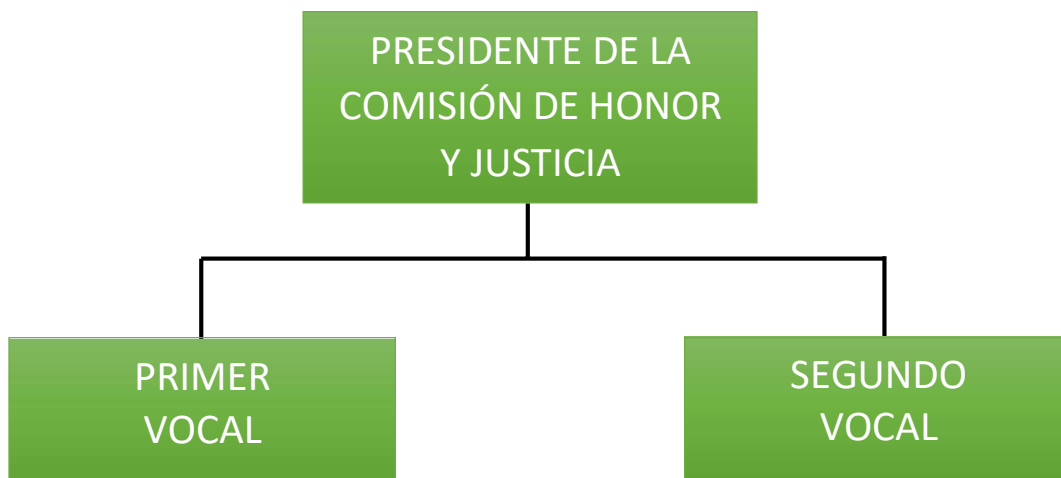 PRESIDENTE DE LA
COMISIÓN DE HONOR
Y JUSTICIA
PRIMER
VOCAL
SEGUNDO
VOCAL